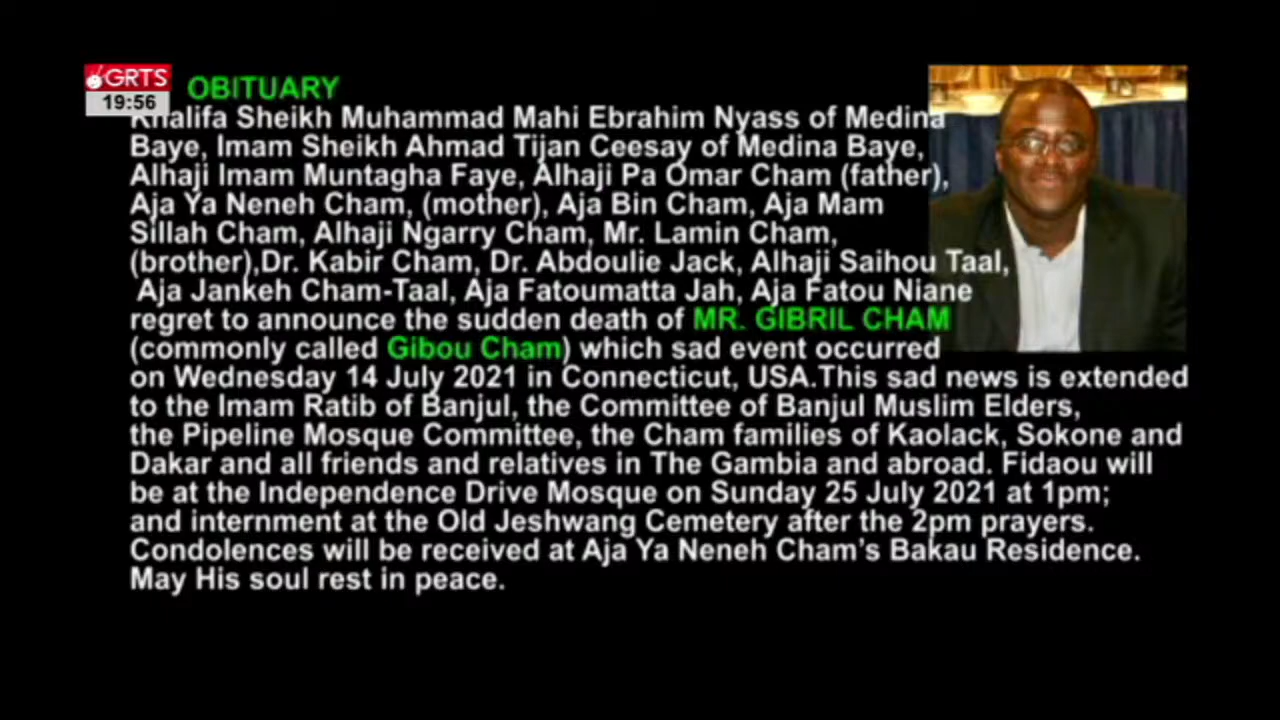 GRTS
19:56
OBITUARY
Khalifa Sheikh Muhammad Mahi Ebrahim Nyass of Medina
Baye, Imam Sheikh Ahmad Tijan Ceesay of Medina Baye,
Alhaji Imam Muntagha Faye, Alhaji Pa Omar Cham (father),
Aja Ya Neneh Cham, (mother), Aja Bin Cham, Aja Mam
Sillah Cham, Alhaji Ngarry Cham, Mr. Lamin Cham,
(brother),Dr. Kabir Cham, Dr. Abdoulie Jack, Alhaji Saihou Taal,
Aja Jankeh Cham-Taal, Aja Fatoumatta Jah, Aja Fatou Niane
regret to announce the sudden death of MR. GIBRIL CHAM
(commonly called Gibou Cham) which sad event occurred
on Wednesday 14 July 2021 in Connecticut, USA.This sad news is extended
to the Imam Ratib of Banjul, the Committee of Banjul Muslim Elders,
the Pipeline Mosque Committee, the Cham families of Kaolack, Sokone and
Dakar and all friends and relatives in The Gambia and abroad. Fidaou will
be at the Independence Drive Mosque on Sunday 25 July 2021 at 1pm;
and internment at the Old Jeshwang Cemetery after the 2pm prayers.
Condolences will be received at Aja Ya Neneh Cham's Bakau Residence.
May His soul rest in peace.